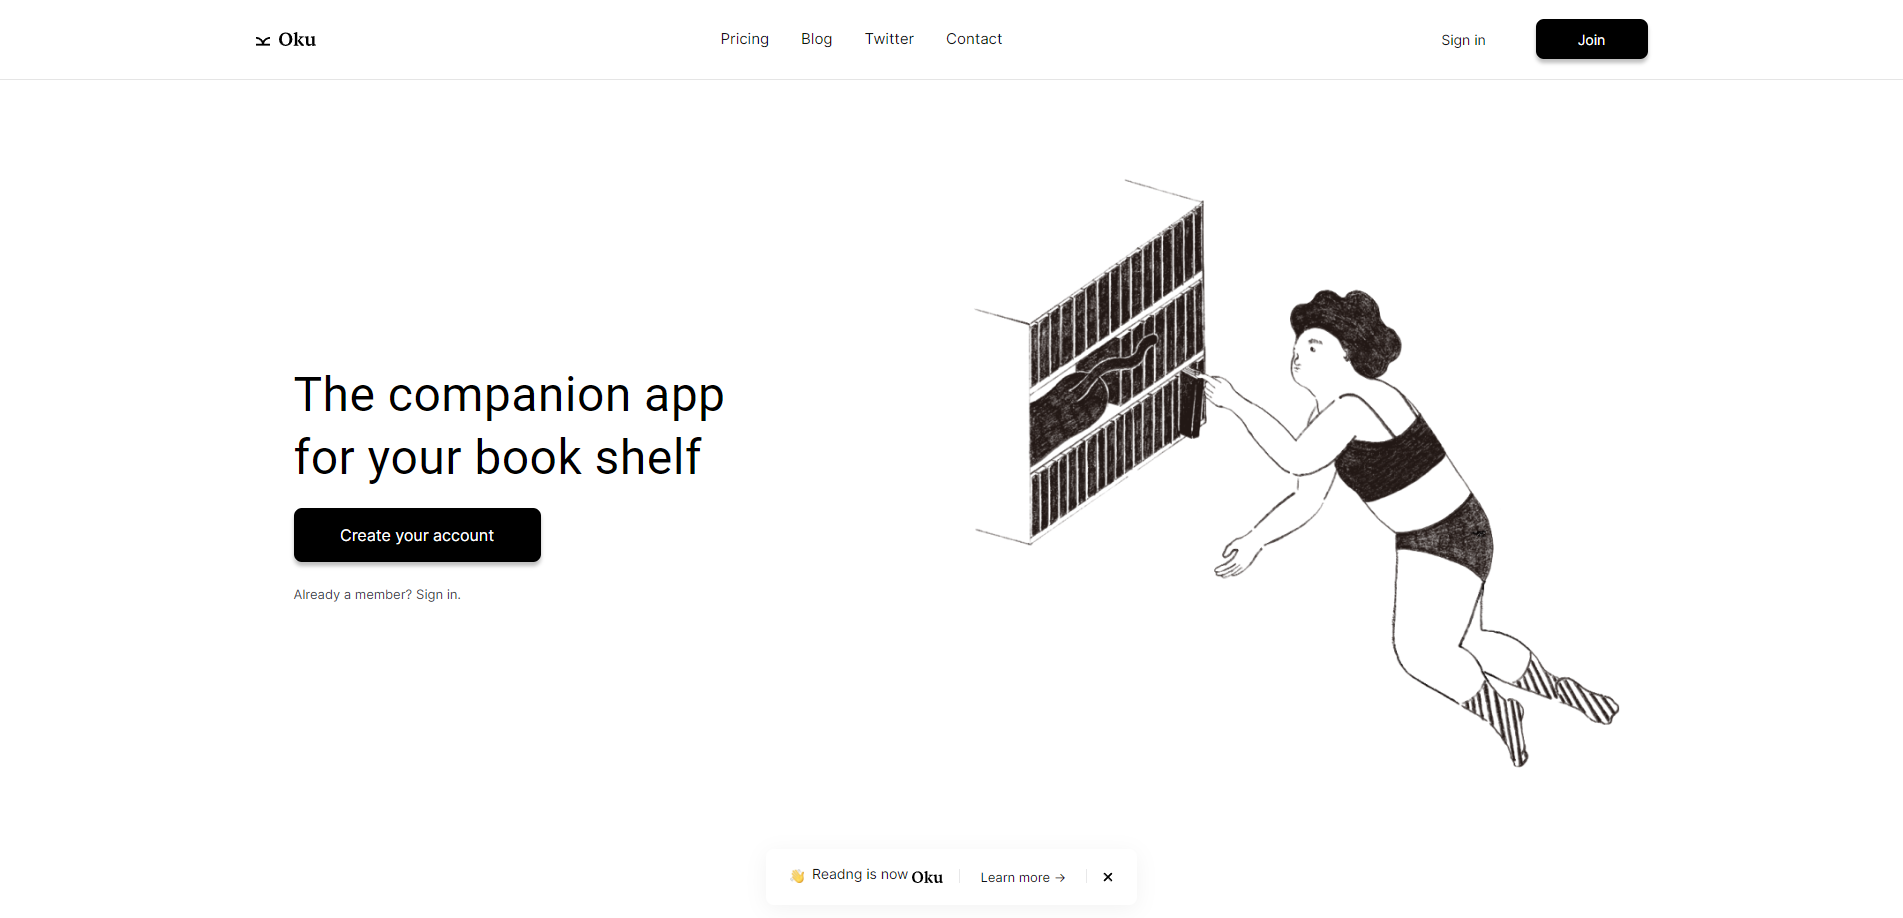 Oku
Pricing Blog Twitter Contact
Sign in
Join
The companion app
for your book shelf
Create your account
Already a member? Sign in.
👋 Readng is now Oku
Learn more →
×